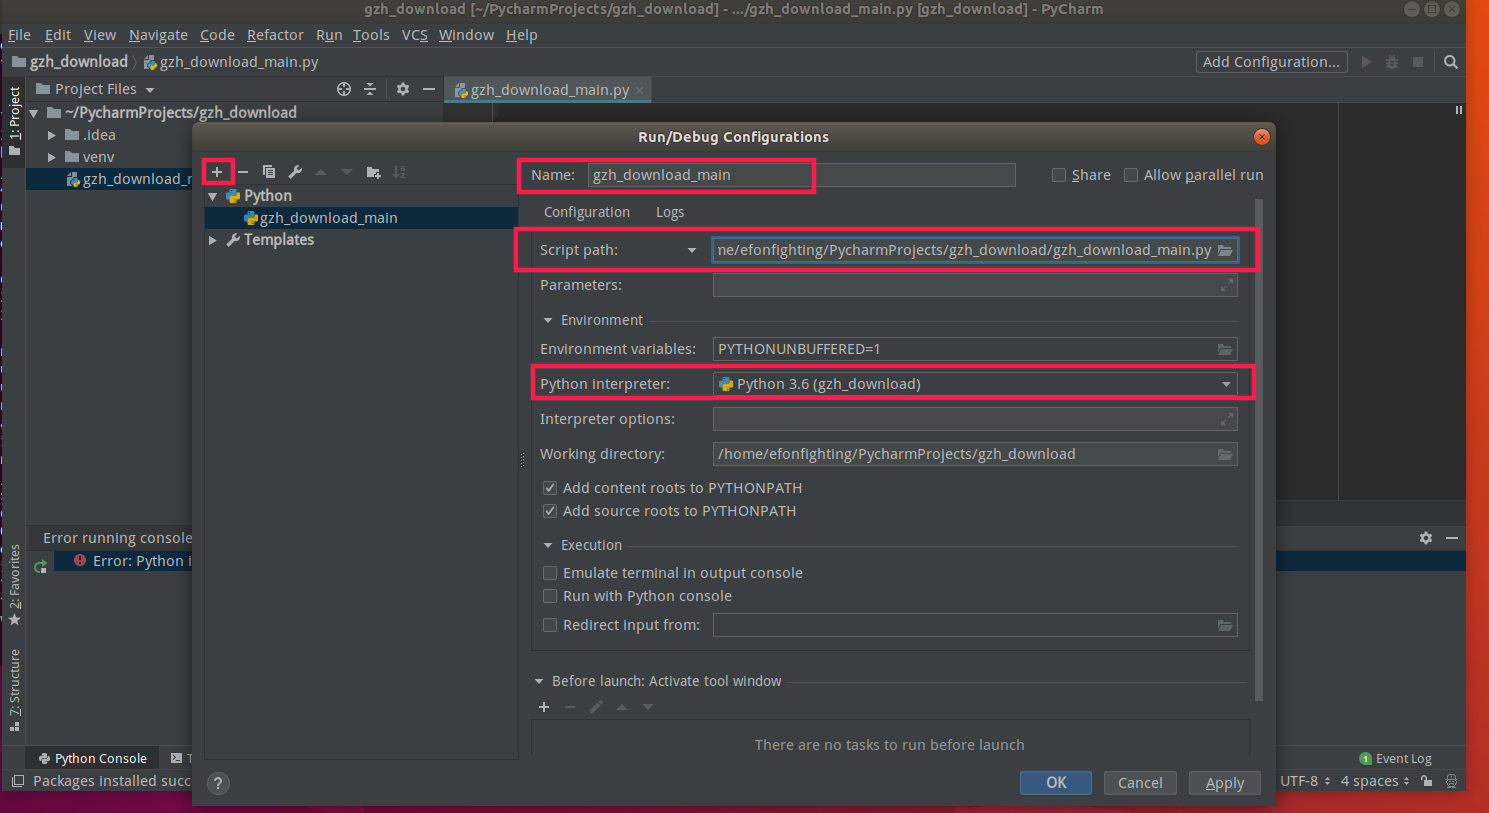 gzh_download [~/PycharmProjects/gzh_download] - .../gzh_download_main.py [gzh_download] - PyCharm
File Edit View Navigate Code Refactor Run Tools VCS Window Help
gzh_download gzh_download_main.py Add Configuration...
Project Files gzh_download_main.py
1: Project
~/PycharmProjects/gzh_download
.idea
venv
gzh_download_
Run/Debug Configurations
Name: gzh_download_main Share Allow parallel run
Python
gzh_download_main
Templates
Configuration Logs
Script path: ne/efonfighting/PycharmProjects/gzh_download/gzh_download_main.py
Parameters:
Environment
Environment variables: PYTHONUNBUFFERED=1
Python interpreter: Python 3.6 (gzh_download)
Interpreter options:
Working directory: /home/efonfighting/PycharmProjects/gzh_download
Add content roots to PYTHONPATH
Add source roots to PYTHONPATH
Execution
Emulate terminal in output console
Run with Python console
Redirect input from:
Before launch: Activate tool window
There are no tasks to run before launch
? OK Cancel Apply
Error running console
Error: Python i
2: Favorites
7: Structure
Python Console T
1 Event Log
Packages installed succ UTF-8 4 spaces